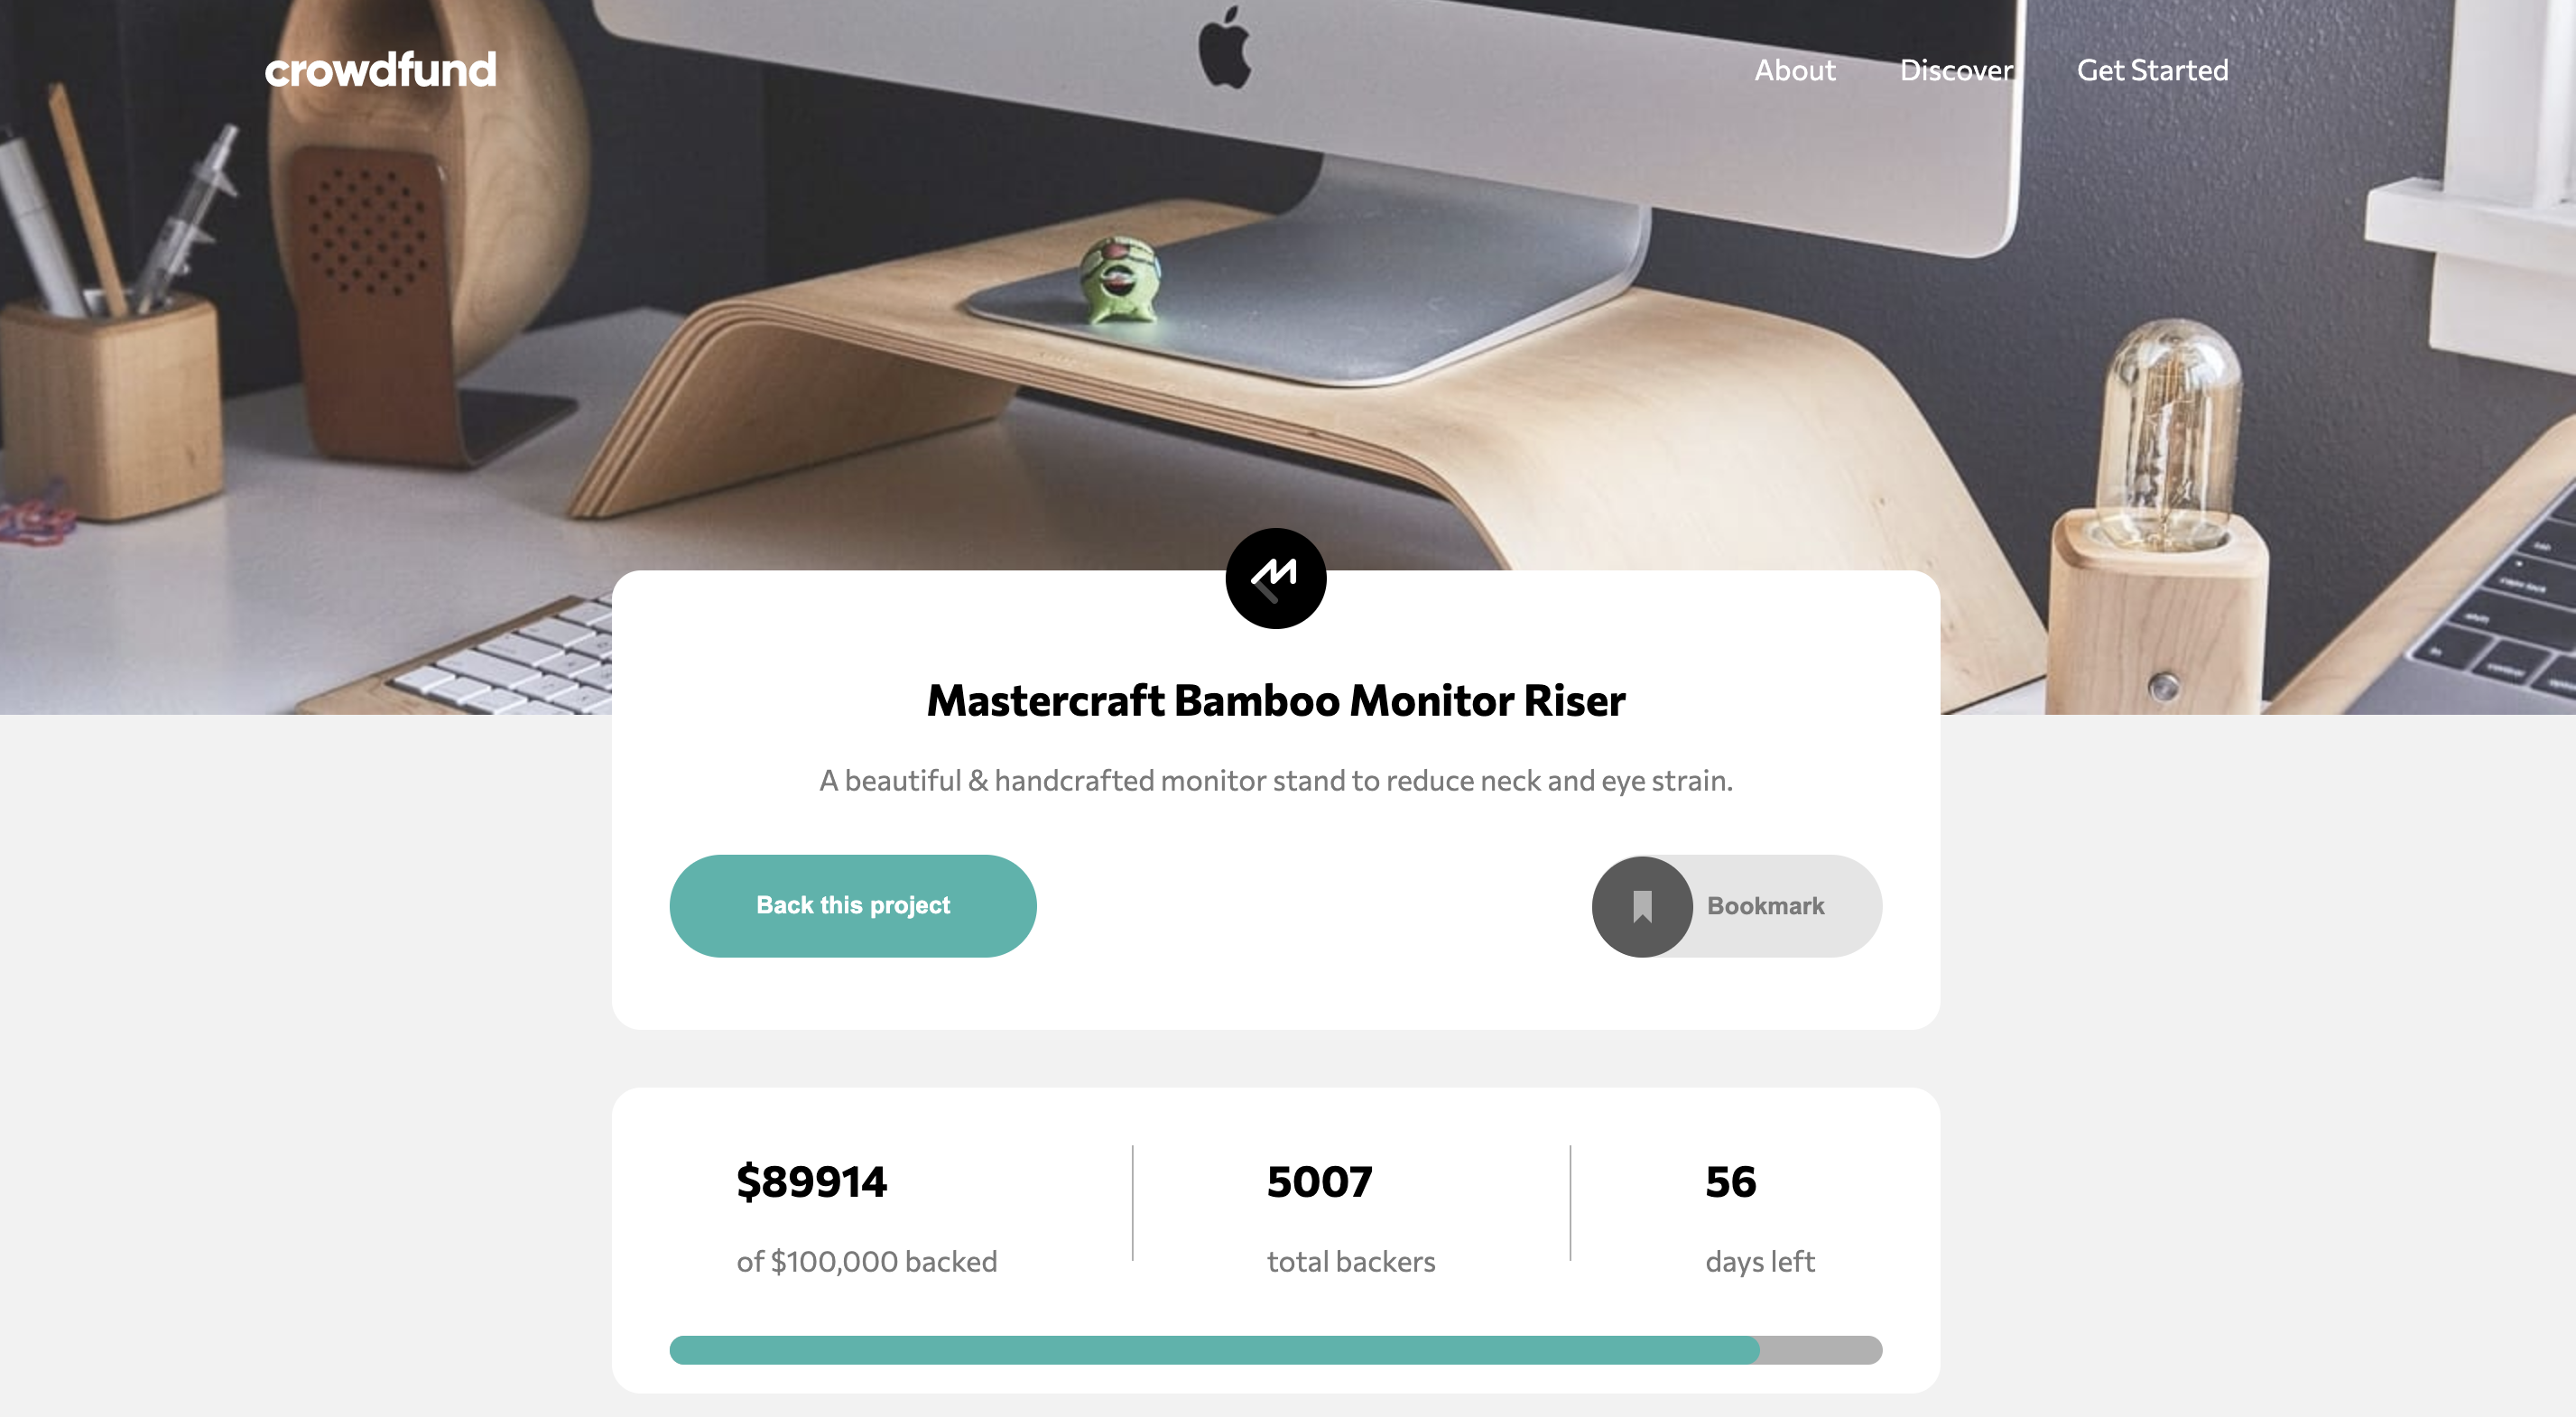 crowdfund
About Discover Get Started
Mastercraft Bamboo Monitor Riser
A beautiful & handcrafted monitor stand to reduce neck and eye strain.
Back this project
Bookmark
$89914 5007 56
of $100,000 backed total backers days left